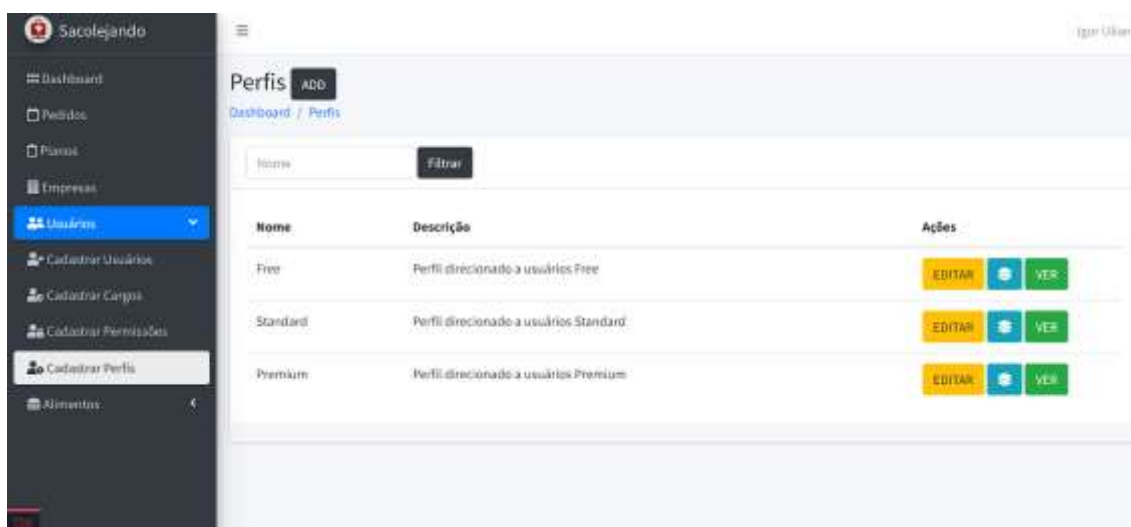 Sacolejando
Dashboard
Pedidos
Planos
Empresas
Usuários
Cadastrar Usuários
Cadastrar Cargos
Cadastrar Permissões
Cadastrar Perfis
Alimentos
Igor
Perfis ADD
Dashboard / Perfis
Nome Filtrar
Nome Descrição Ações
Free Perfil direcionado a usuários Free EDITAR VER
Standard Perfil direcionado a usuários Standard EDITAR VER
Premium Perfil direcionado a usuários Premium EDITAR VER